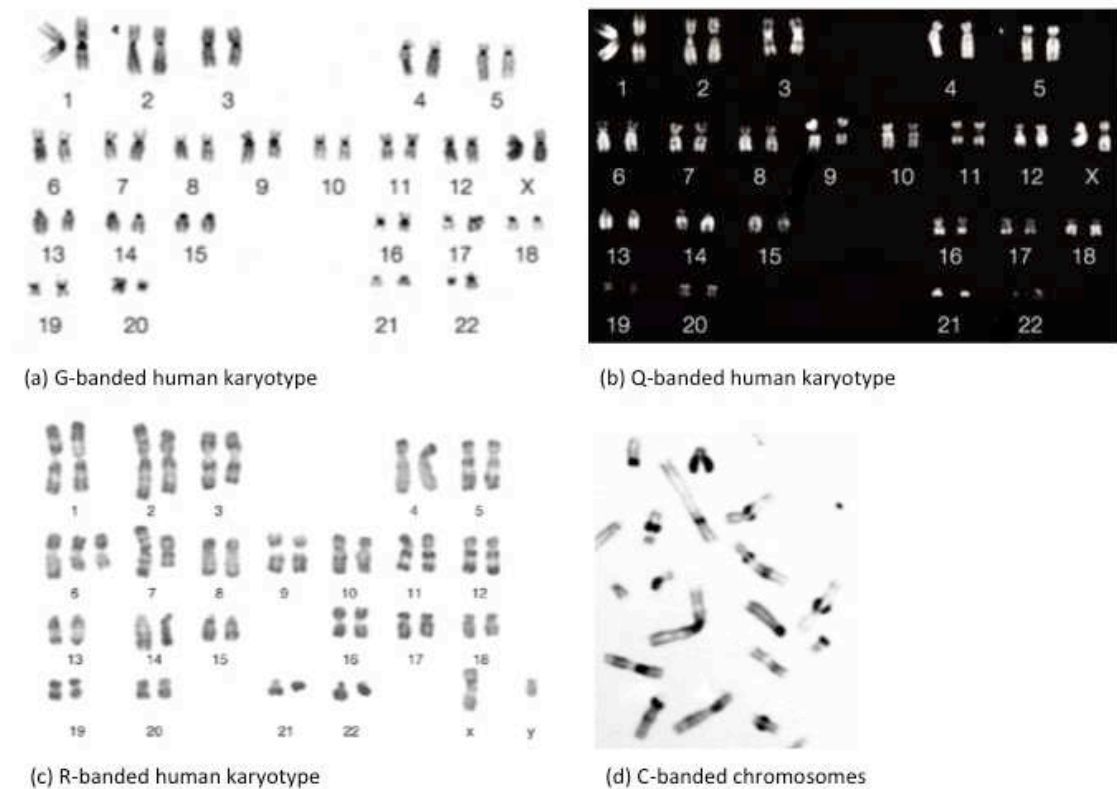 1 2 3 4 5
6 7 8 9 10 11 12 X
13 14 15 16 17 18
19 20 21 22
(a) G-banded human karyotype
1 2 3 4 5
6 7 8 9 10 11 12 X
13 14 15 16 17 18
19 20 21 22
(b) Q-banded human karyotype
1 2 3 4 5
6 7 8 9 10 11 12
13 14 15 16 17 18
19 20 21 22 x y
(c) R-banded human karyotype
(d) C-banded chromosomes